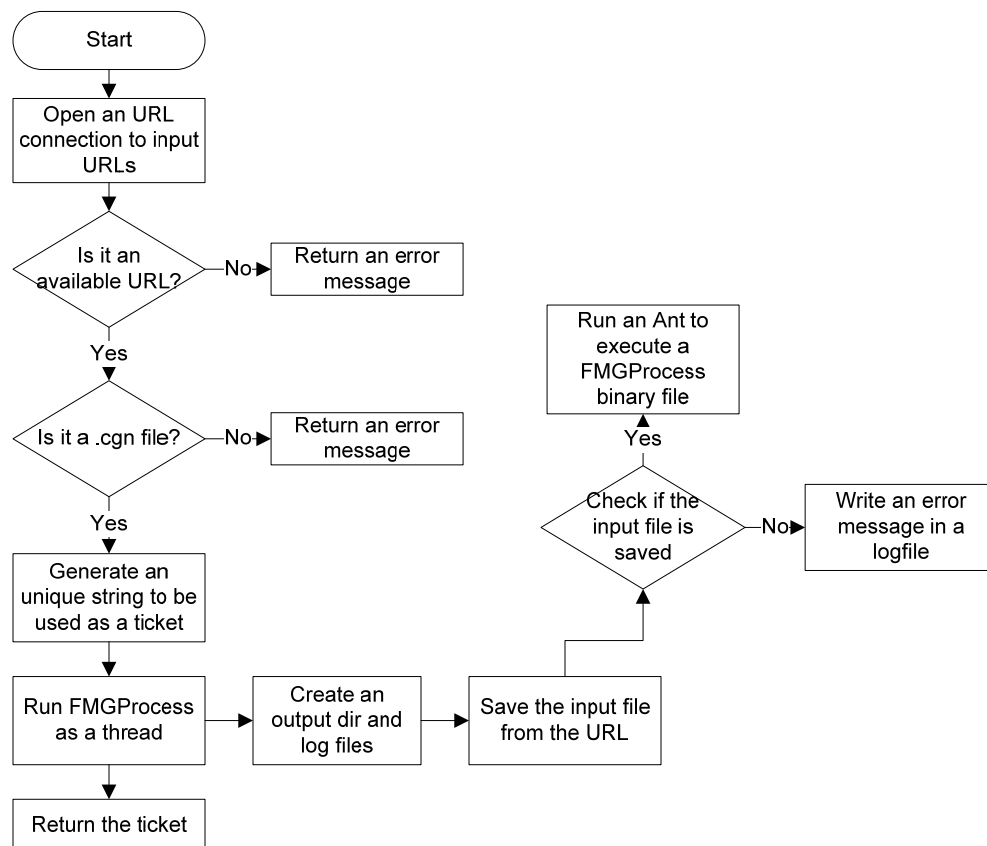 Start
Open an URL
connection to input
URLs
Is it an
available URL?
No
Return an error
message
Yes
Is it a .cgn file?
No
Return an error
message
Yes
Generate an
unique string to be
used as a ticket
Run FMGProcess
as a thread
Return the ticket
Create an
output dir and
log files
Save the input file
from the URL
Check if the
input file is
saved
Yes
Run an Ant to
execute a
FMGProcess
binary file
No
Write an error
message in a
logfile